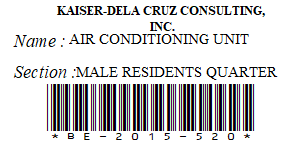 KAISER-DELA CRUZ CONSULTING,
INC.
Name : AIR CONDITIONING UNIT
Section :MALE RESIDENTS QUARTER
*BE-2015-520*